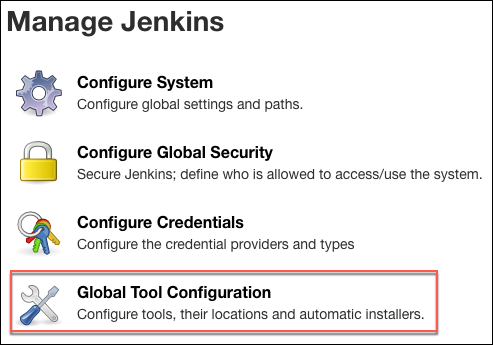 Manage Jenkins
Configure System
Configure global settings and paths.
Configure Global Security
Secure Jenkins; define who is allowed to access/use the system.
Configure Credentials
Configure the credential providers and types
Global Tool Configuration
Configure tools, their locations and automatic installers.